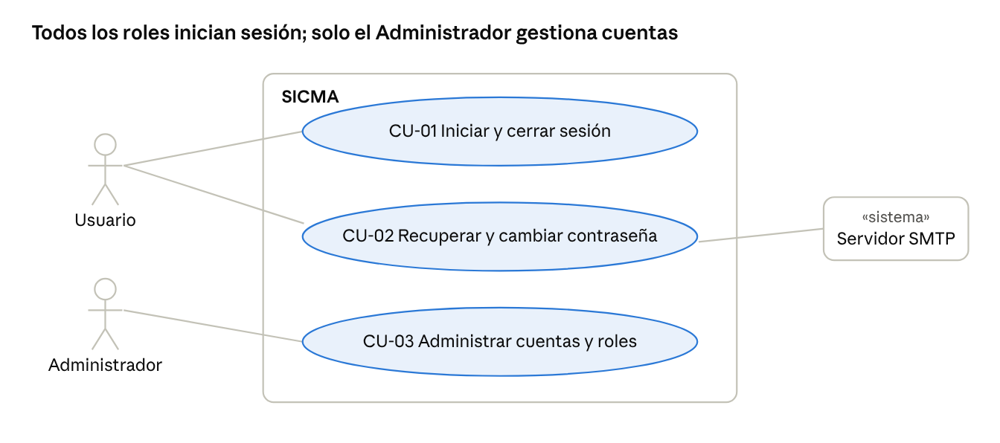 Todos los roles inician sesión; solo el Administrador gestiona cuentas
SICMA
CU-01 Iniciar y cerrar sesión
Usuario
CU-02 Recuperar y cambiar contraseña
«sistema»
Servidor SMTP
CU-03 Administrar cuentas y roles
Administrador